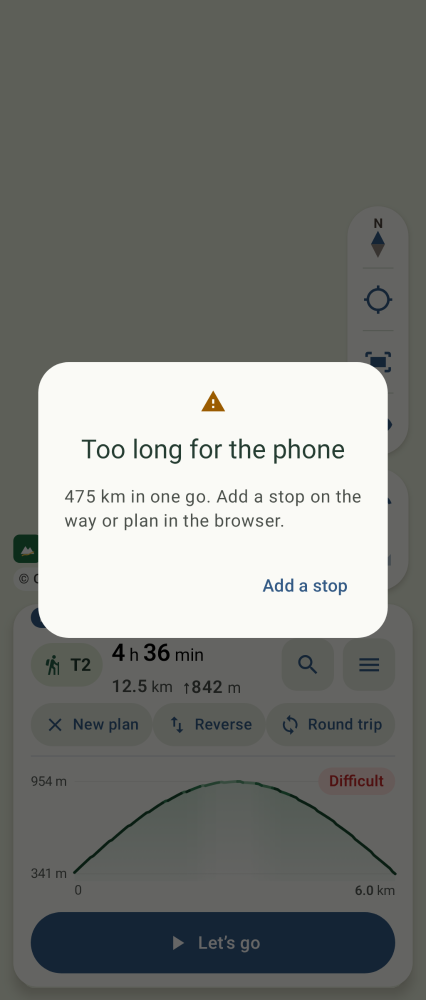 N
Too long for the phone
475 km in one go. Add a stop on the
way or plan in the browser.
Add a stop
©
T2
4 h 36 min
12.5 km ↑842 m
New plan
Reverse
Round trip
954 m
Difficult
341 m
0
6.0 km
Let's go